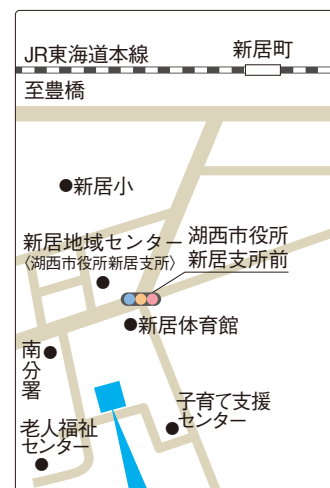 JR東海道本線
新居町
至豊橋
●新居小
新居地域センター
〈湖西市役所新居支所〉
湖西市役所
新居支所前
●新居体育館
南分署
子育て支援
センター
老人福祉
センター